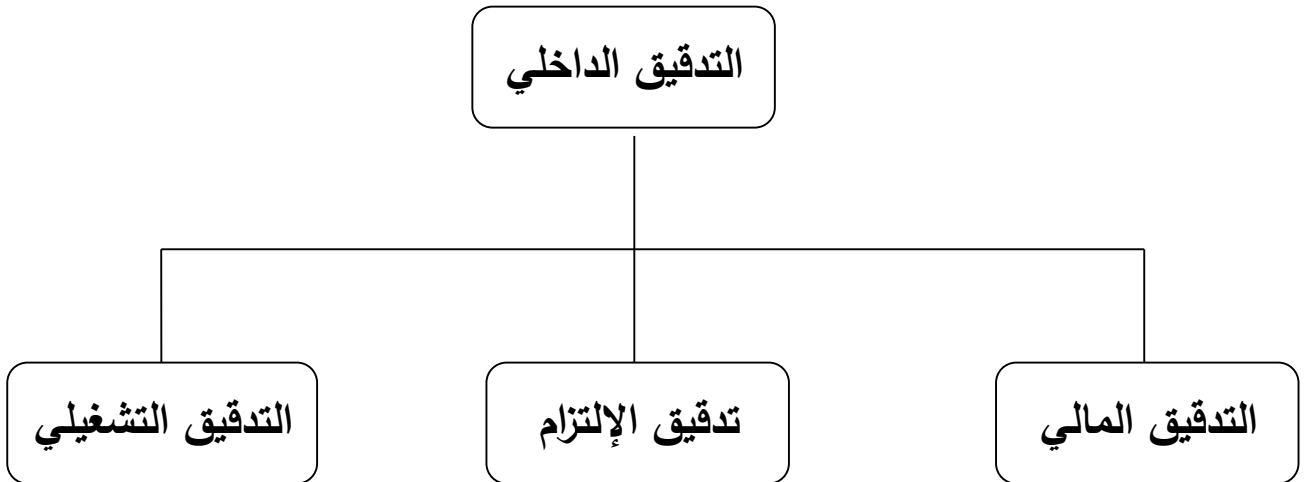 التدقيق الداخلي
التدقيق المالي
تدقيق الإلتزام
التدقيق التشغيلي